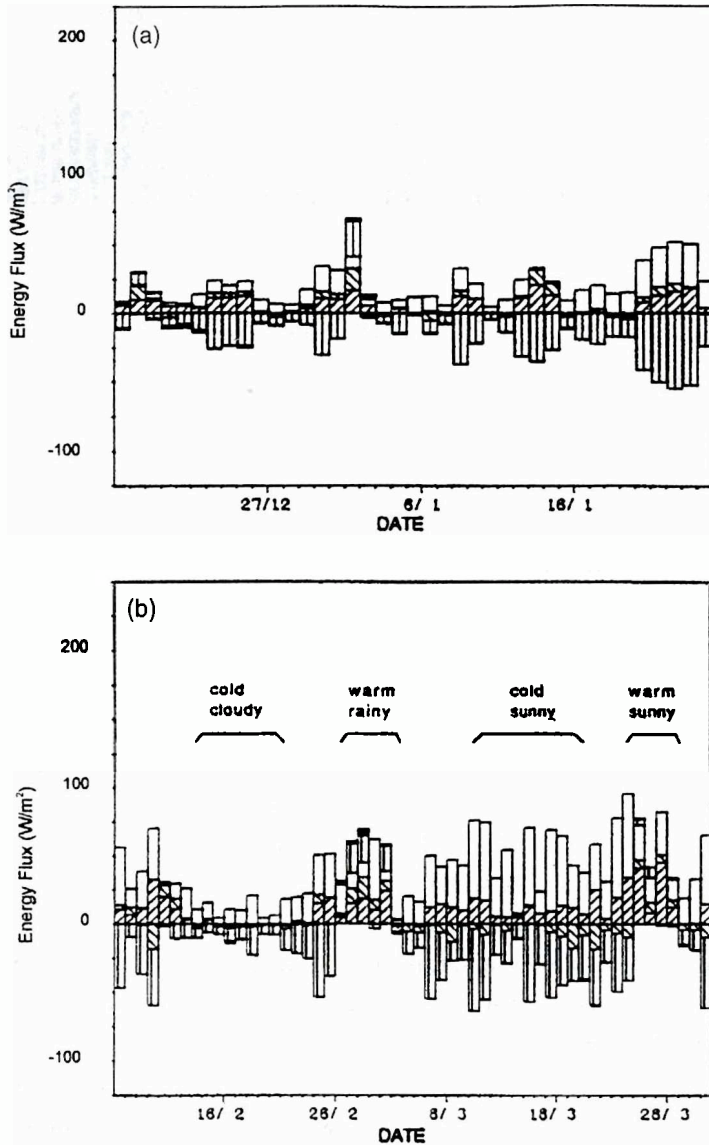 (a)
200
100
0
-100
Energy Flux (W/m²)
27/12
6/ 1
16/ 1
DATE
(b)
200
100
0
-100
Energy Flux (W/m²)
cold
cloudy
warm
rainy
cold
sunny
warm
sunny
16/ 2
26/ 2
8/ 3
18/ 3
28/ 3
DATE